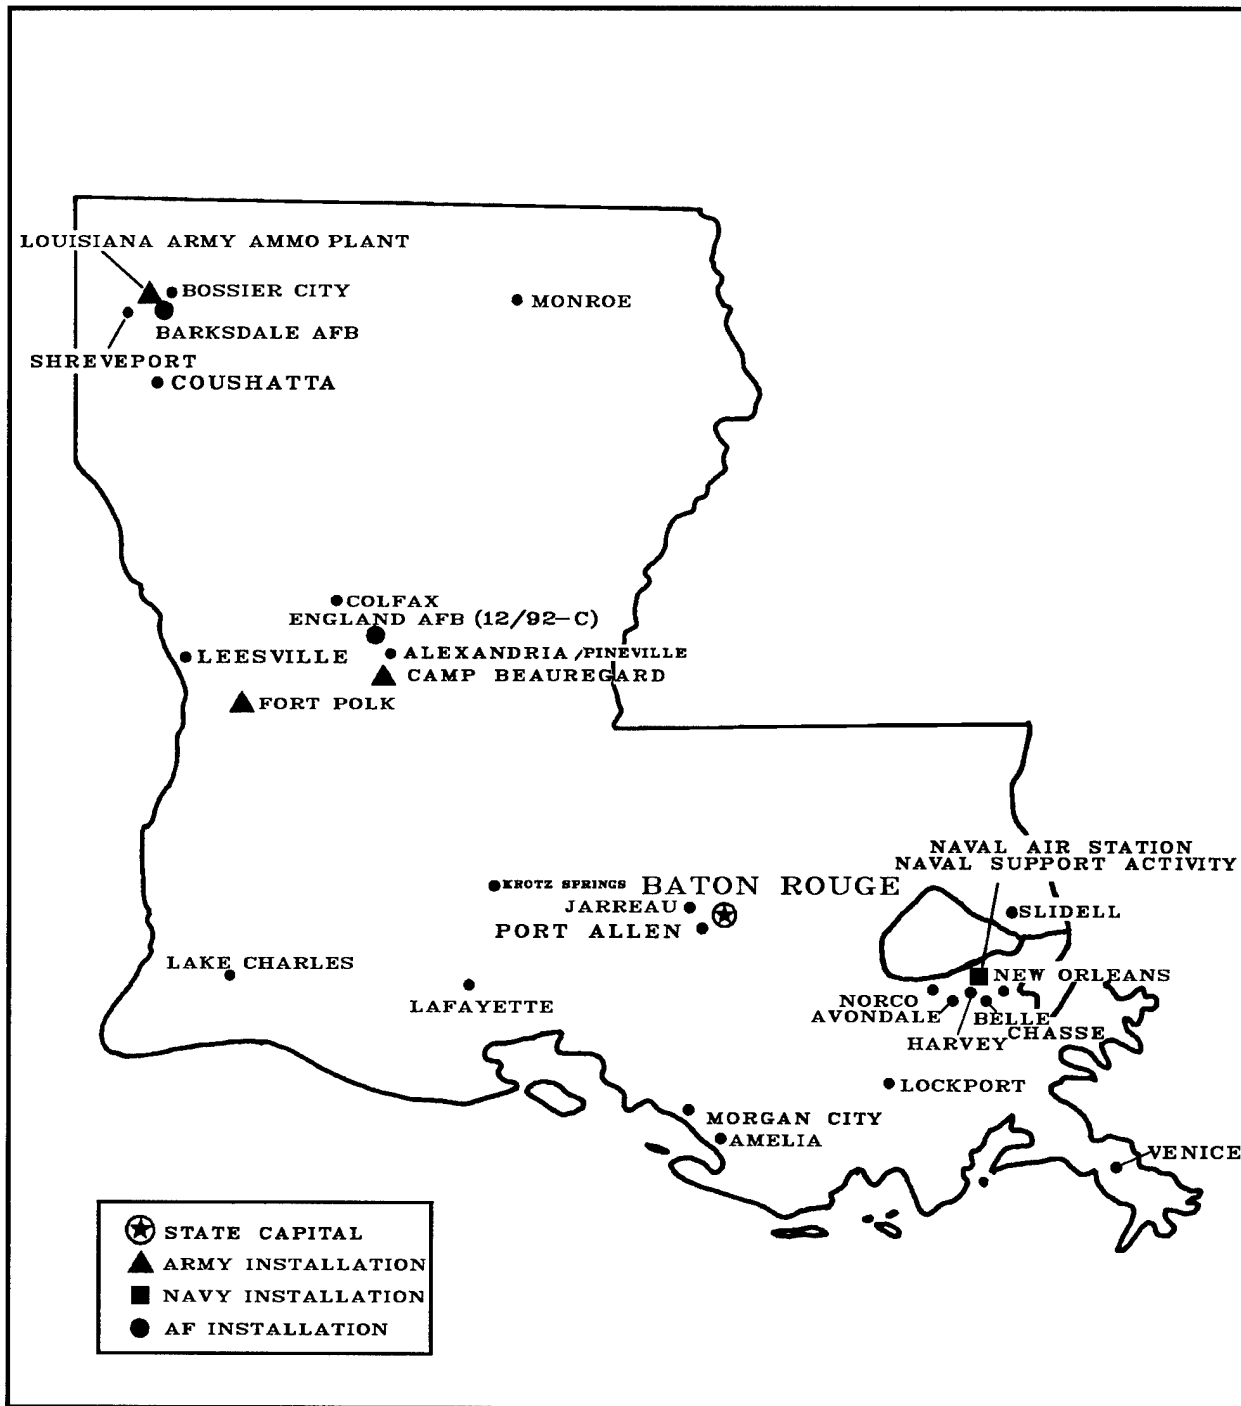 LOUISIANA ARMY AMMO PLANT
BOSSIER CITY
MONROE
BARKSDALE AFB
SHREVEPORT
COUSHATTA
COLFAX
ENGLAND AFB (12/92-C)
LEESVILLE
ALEXANDRIA/PINEVILLE
CAMP BEAUREGARD
FORT POLK
NAVAL AIR STATION
NAVAL SUPPORT ACTIVITY
KROTZ SPRINGS
BATON ROUGE
JARREAU
SLIDELL
PORT ALLEN
LAKE CHARLES
NEW ORLEANS
LAFAYETTE
NORCO
AVONDALE
BELLE
CHASSE
HARVEY
LOCKPORT
MORGAN CITY
AMELIA
VENICE
STATE CAPITAL
ARMY INSTALLATION
NAVY INSTALLATION
AF INSTALLATION